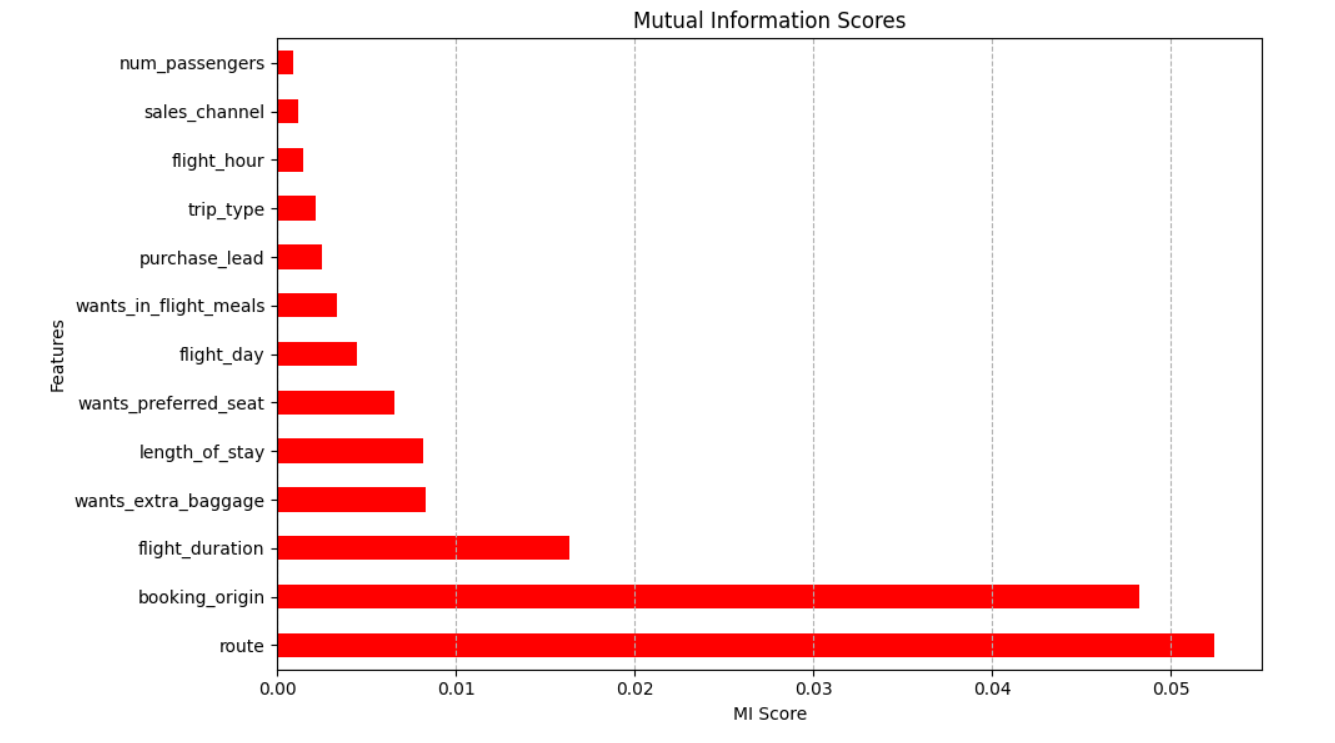 Mutual Information Scores
num_passengers
sales_channel
flight_hour
trip_type
purchase_lead
wants_in_flight_meals
flight_day
wants_preferred_seat
length_of_stay
wants_extra_baggage
flight_duration
booking_origin
route
Features
0.00 0.01 0.02 0.03 0.04 0.05
MI Score